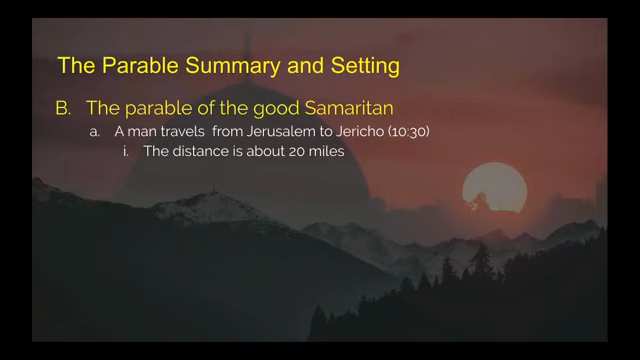 The Parable Summary and Setting
B. The parable of the good Samaritan
a. A man travels from Jerusalem to Jericho (10:30)
i. The distance is about 20 miles